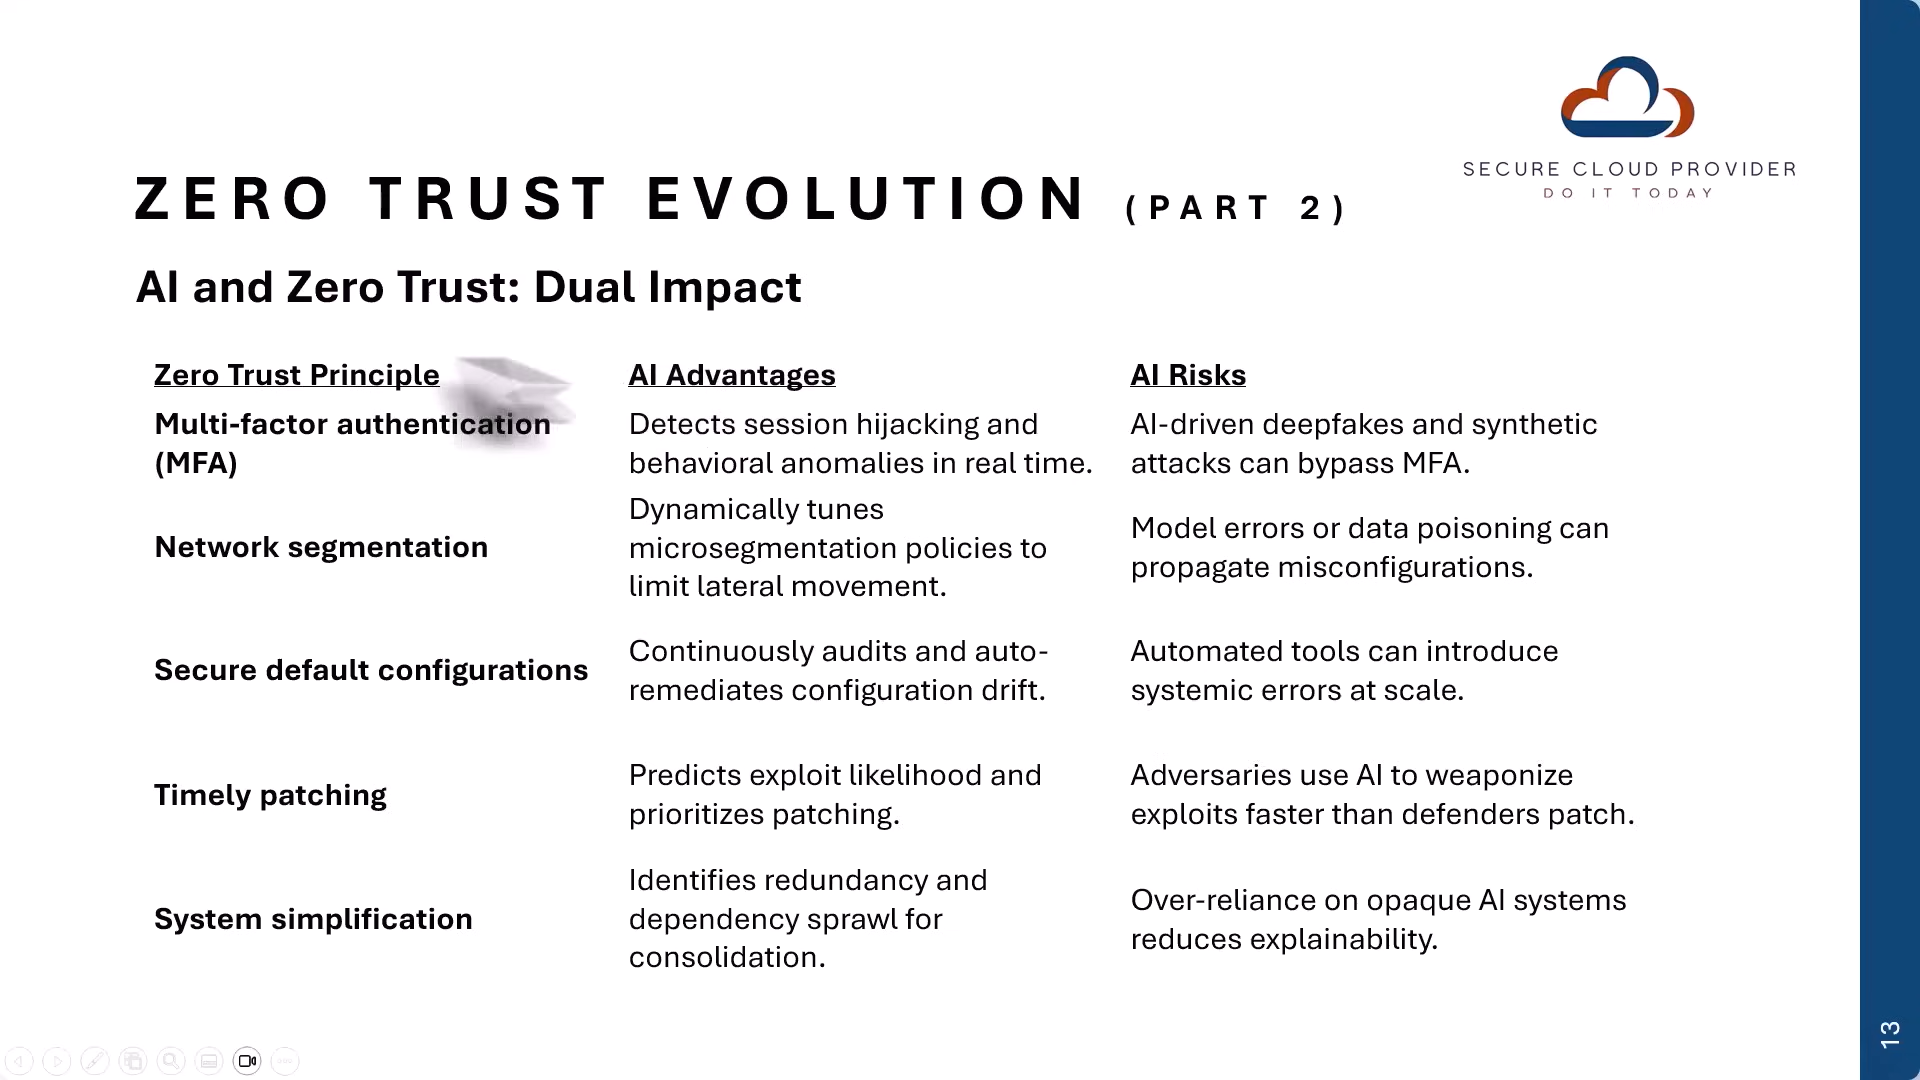 SECURE CLOUD PROVIDER
DO IT TODAY
ZERO TRUST EVOLUTION (PART 2)
AI and Zero Trust: Dual Impact
Zero Trust Principle
AI Advantages
AI Risks
Multi-factor authentication
(MFA)
Detects session hijacking and
behavioral anomalies in real time.
AI-driven deepfakes and synthetic
attacks can bypass MFA.
Network segmentation
Dynamically tunes
microsegmentation policies to
limit lateral movement.
Model errors or data poisoning can
propagate misconfigurations.
Secure default configurations
Continuously audits and auto-
remediates configuration drift.
Automated tools can introduce
systemic errors at scale.
Timely patching
Predicts exploit likelihood and
prioritizes patching.
Adversaries use AI to weaponize
exploits faster than defenders patch.
System simplification
Identifies redundancy and
dependency sprawl for
consolidation.
Over-reliance on opaque AI systems
reduces explainability.
13